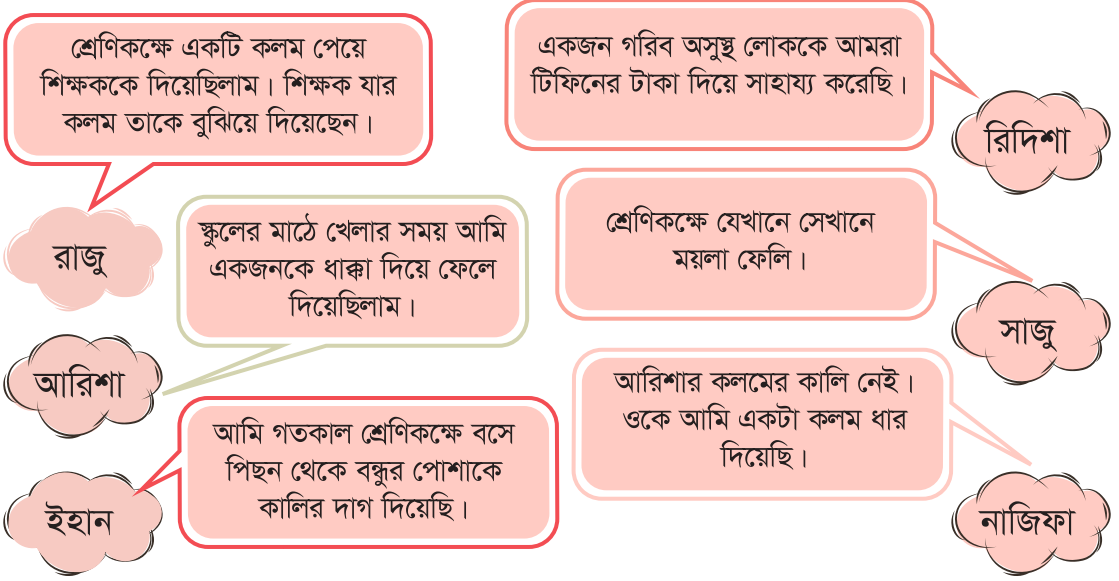 শ্রেণিকক্ষে একটি কলম পেয়ে
শিক্ষককে দিয়েছিলাম। শিক্ষক যার
কলম তাকে বুঝিয়ে দিয়েছেন।
রাজু
একজন গরিব অসুস্থ লোককে আমরা
টিফিনের টাকা দিয়ে সাহায্য করেছি।
রিদিশা
স্কুলের মাঠে খেলার সময় আমি
একজনকে ধাক্কা দিয়ে ফেলে
দিয়েছিলাম।
আরিশা
শ্রেণিকক্ষে যেখানে সেখানে
ময়লা ফেলি।
সাজু
আমি গতকাল শ্রেণিকক্ষে বসে
পিছন থেকে বন্ধুর পোশাকে
কালির দাগ দিয়েছি।
ইহান
আরিশার কলমের কালি নেই।
ওকে আমি একটা কলম ধার
দিয়েছি।
নাজিফা